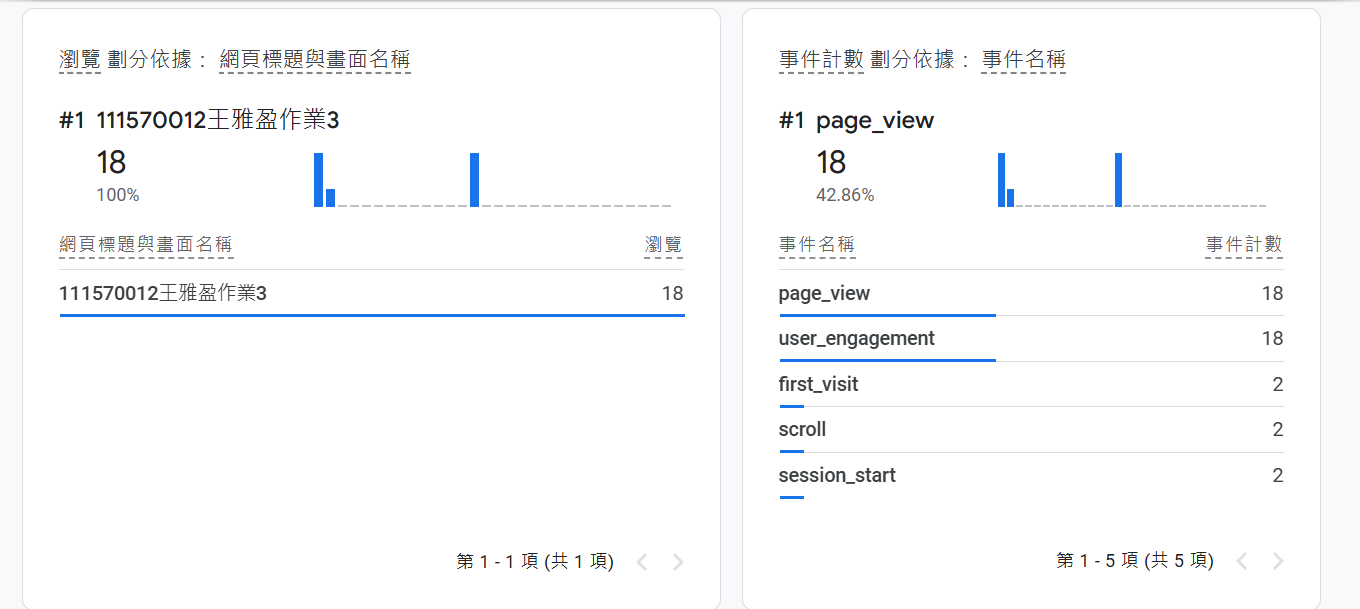 瀏覽 劃分依據： 網頁標題與畫面名稱
#1 111570012王雅盈作業3
18
100%
網頁標題與畫面名稱 瀏覽
111570012王雅盈作業3 18
第 1 - 1 項 (共 1 項)
事件計數 劃分依據： 事件名稱
#1 page_view
18
42.86%
事件名稱 事件計數
page_view 18
user_engagement 18
first_visit 2
scroll 2
session_start 2
第 1 - 5 項 (共 5 項)